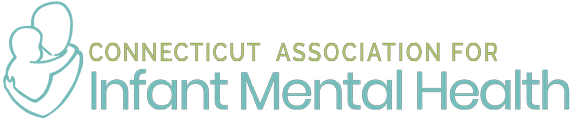 CONNECTICUT ASSOCIATION FOR
Infant Mental Health